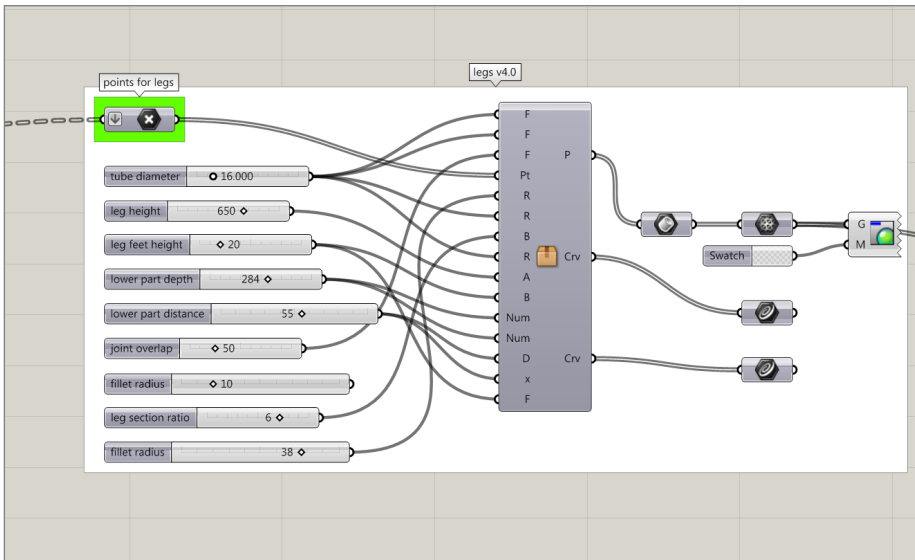 points for legs
legs v4.0
tube diameter 16.000
leg height 650
leg feet height 20
lower part depth 284
lower part distance 55
joint overlap 50
fillet radius 10
leg section ratio 6
fillet radius 38
F
F
F P
Pt
R
R
B
R Crv
A
B
Num
Num
D Crv
x
F
G
M
Swatch